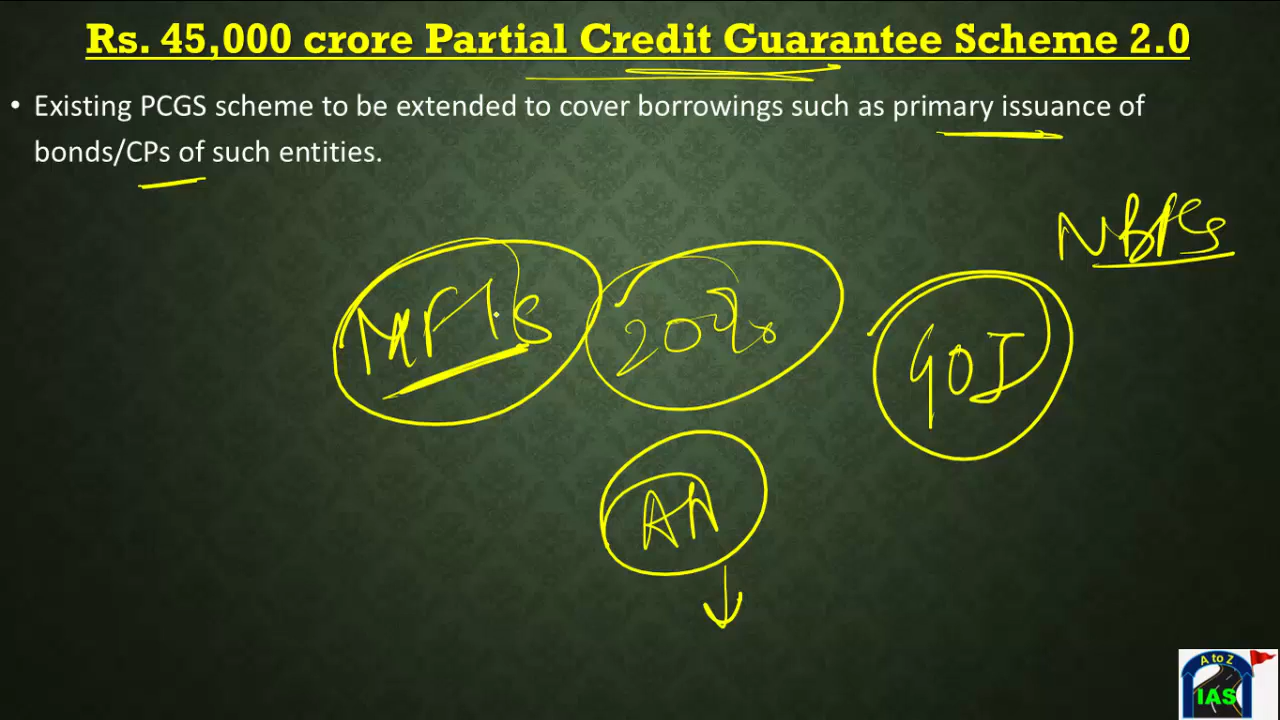 Rs. 45,000 crore Partial Credit Guarantee Scheme 2.0
• Existing PCGS scheme to be extended to cover borrowings such as primary issuance of
bonds/CPs of such entities.
NBFCs
MFIs
20%
GOI
AA
A to Z
IAS